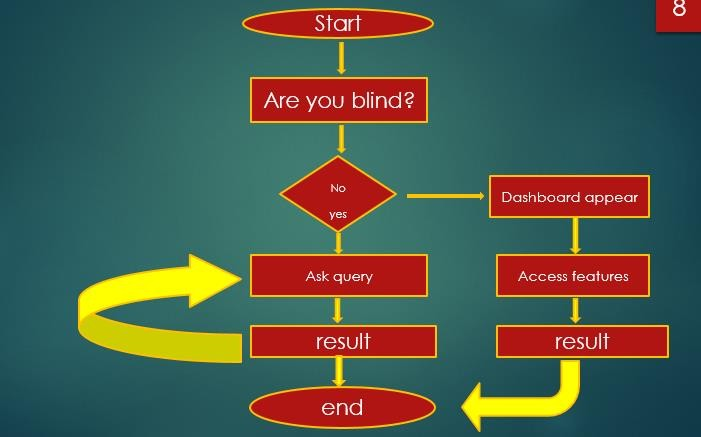 8
Start
Are you blind?
No
yes
Dashboard appear
Ask query
Access features
result
result
end